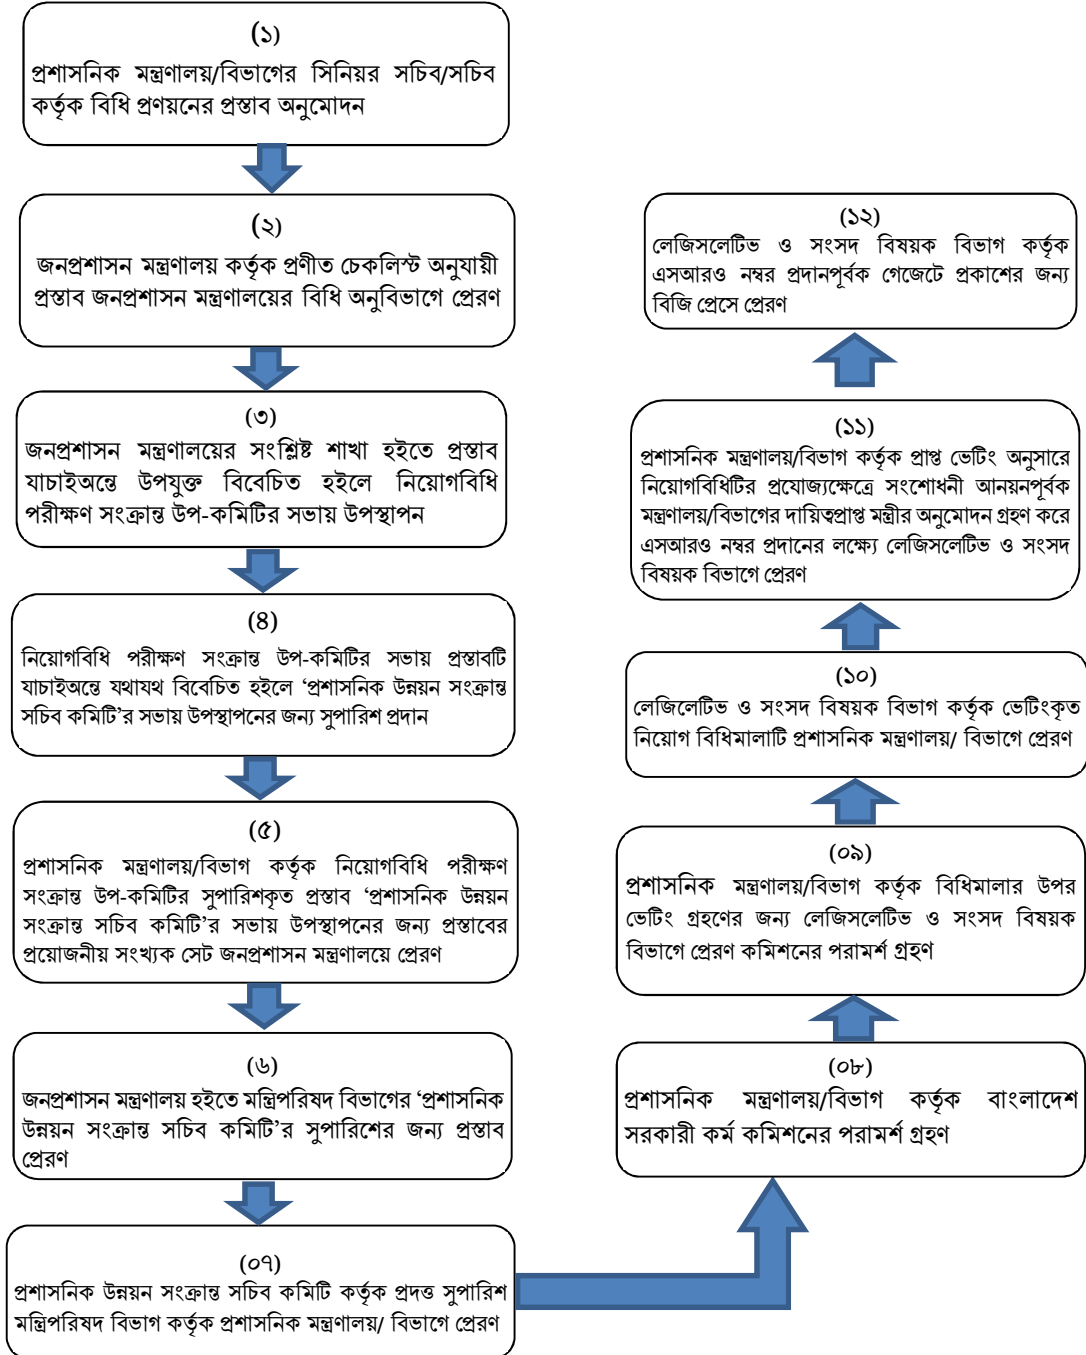 (১)
প্রশাসনিক মন্ত্রণালয়/বিভাগের সিনিয়র সচিব/সচিব
কর্তৃক বিধি প্রণয়নের প্রস্তাব অনুমোদন
(২)
জনপ্রশাসন মন্ত্রণালয় কর্তৃক প্রণীত চেকলিস্ট অনুযায়ী
প্রস্তাব জনপ্রশাসন মন্ত্রণালয়ের বিধি অনুবিভাগে প্রেরণ
(৩)
জনপ্রশাসন মন্ত্রণালয়ের সংশ্লিষ্ট শাখা হইতে প্রস্তাব
যাচাইঅন্তে উপযুক্ত বিবেচিত হইলে নিয়োগবিধি
পরীক্ষণ সংক্রান্ত উপ-কমিটির সভায় উপস্থাপন
(৪)
নিয়োগবিধি পরীক্ষণ সংক্রান্ত উপ-কমিটির সভায় প্রস্তাবটি
যাচাইঅন্তে যথাযথ বিবেচিত হইলে ‘প্রশাসনিক উন্নয়ন সংক্রান্ত
সচিব কমিটি’র সভায় উপস্থাপনের জন্য সুপারিশ প্রদান
(৫)
প্রশাসনিক মন্ত্রণালয়/বিভাগ কর্তৃক নিয়োগবিধি পরীক্ষণ
সংক্রান্ত উপ-কমিটির সুপারিশকৃত প্রস্তাব ‘প্রশাসনিক উন্নয়ন
সংক্রান্ত সচিব কমিটি’র সভায় উপস্থাপনের জন্য প্রস্তাবের
প্রয়োজনীয় সংখ্যক সেট জনপ্রশাসন মন্ত্রণালয়ে প্রেরণ
(৬)
জনপ্রশাসন মন্ত্রণালয় হইতে মন্ত্রিপরিষদ বিভাগের ‘প্রশাসনিক
উন্নয়ন সংক্রান্ত সচিব কমিটি’র সুপারিশের জন্য প্রস্তাব
প্রেরণ
(০৭)
প্রশাসনিক উন্নয়ন সংক্রান্ত সচিব কমিটি কর্তৃক প্রদত্ত সুপারিশ
মন্ত্রিপরিষদ বিভাগ কর্তৃক প্রশাসনিক মন্ত্রণালয়/ বিভাগে প্রেরণ
(০৮)
প্রশাসনিক মন্ত্রণালয়/বিভাগ কর্তৃক বাংলাদেশ
সরকারী কর্ম কমিশনের পরামর্শ গ্রহণ
(০৯)
প্রশাসনিক মন্ত্রণালয়/বিভাগ কর্তৃক বিধিমালার উপর
ভেটিং গ্রহণের জন্য লেজিসলেটিভ ও সংসদ বিষয়ক
বিভাগে প্রেরণ কমিশনের পরামর্শ গ্রহণ
(১০)
লেজিলেটিভ ও সংসদ বিষয়ক বিভাগ কর্তৃক ভেটিংকৃত
নিয়োগ বিধিমালাটি প্রশাসনিক মন্ত্রণালয়/ বিভাগে প্রেরণ
(১১)
প্রশাসনিক মন্ত্রণালয়/বিভাগ কর্তৃক প্রাপ্ত ভেটিং অনুসারে
নিয়োগবিধিটির প্রযোজ্যক্ষেত্রে সংশোধনী আনয়নপূর্বক
মন্ত্রণালয়/বিভাগের দায়িত্বপ্রাপ্ত মন্ত্রীর অনুমোদন গ্রহণ করে
এসআরও নম্বর প্রদানের লক্ষ্যে লেজিসলেটিভ ও সংসদ
বিষয়ক বিভাগে প্রেরণ
(১২)
লেজিসলেটিভ ও সংসদ বিষয়ক বিভাগ কর্তৃক
এসআরও নম্বর প্রদানপূর্বক গেজেটে প্রকাশের জন্য
বিজি প্রেসে প্রেরণ